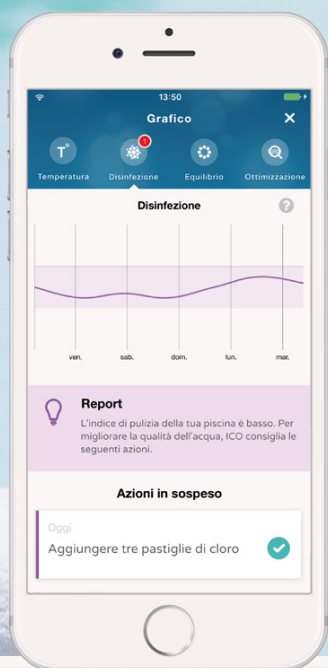 13:50
Grafico
T°
1
Temperatura Disinfezione Equilibrio Ottimizzazione
Disinfezione ?
ven. sab. dom. lun. mar.
Report
L'indice di pulizia della tua piscina è basso. Per
migliorare la qualità dell'acqua, ICO consiglia le
seguenti azioni.
Azioni in sospeso
Oggi
Aggiungere tre pastiglie di cloro